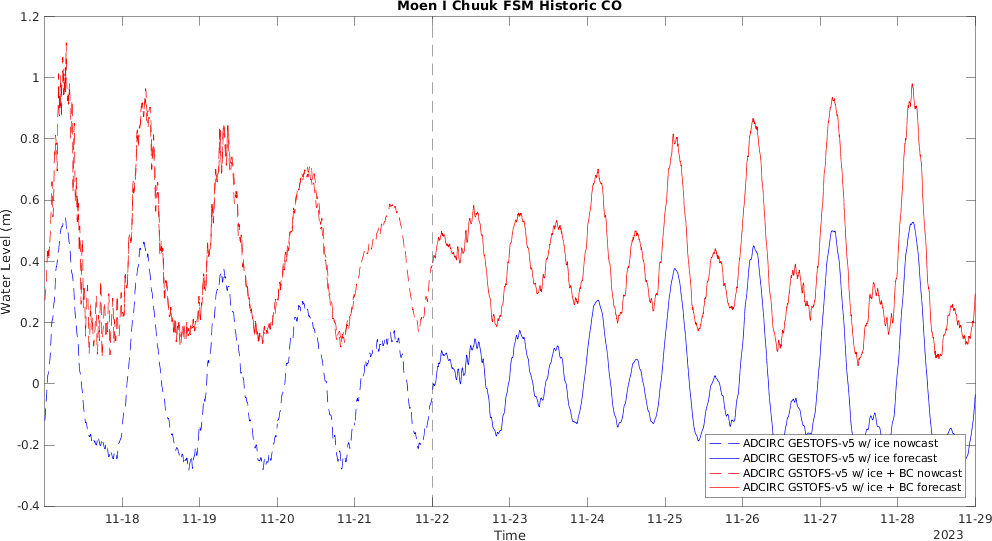 Moen I Chuuk FSM Historic CO
Water Level (m)
1.2
1
0.8
0.6
0.4
0.2
0
-0.2
-0.4
ADCIRC GESTOFS-v5 w/ ice nowcast
ADCIRC GESTOFS-v5 w/ ice forecast
ADCIRC GSTOFS-v5 w/ ice + BC nowcast
ADCIRC GSTOFS-v5 w/ ice + BC forecast
11-18 11-19 11-20 11-21 11-22 11-23 11-24 11-25 11-26 11-27 11-28 11-29
Time
2023